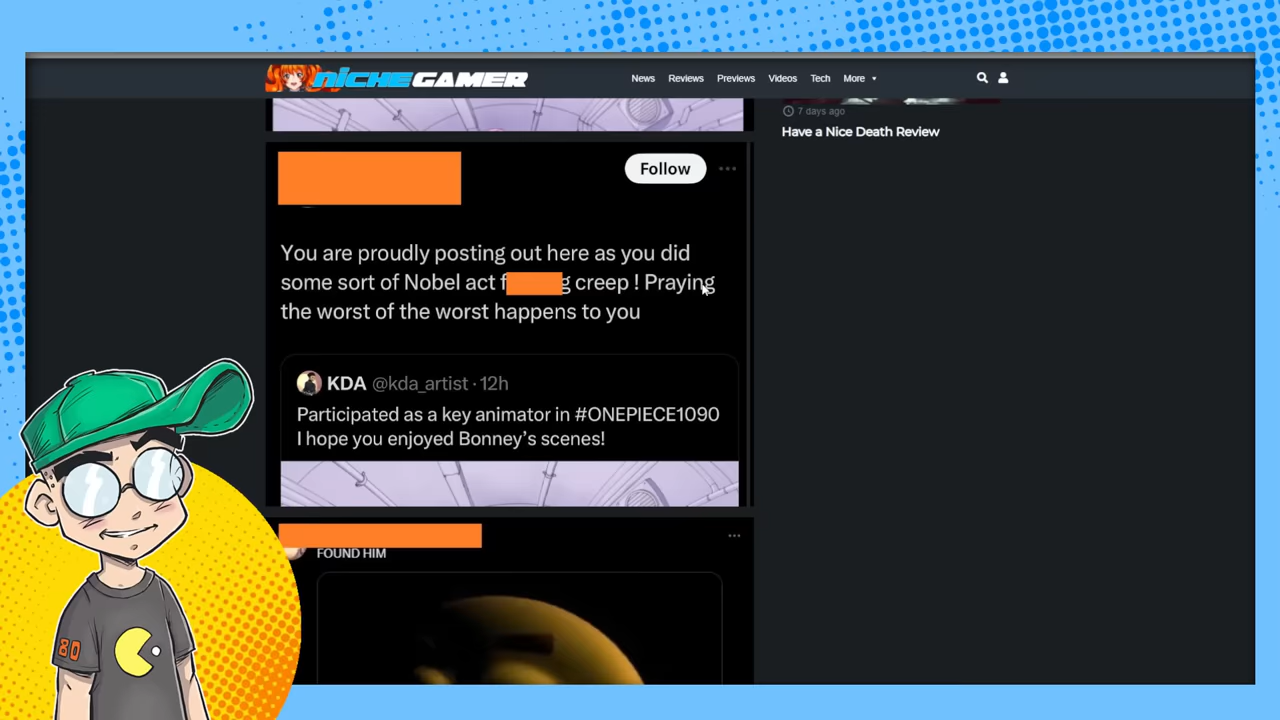 NICHEGAMER
News Reviews Previews Videos Tech More
7 days ago
Have a Nice Death Review
Follow
You are proudly posting out here as you did
some sort of Nobel act f g creep ! Praying
the worst of the worst happens to you
KDA @kda_artist · 12h
Participated as a key animator in #ONEPIECE1090
I hope you enjoyed Bonney's scenes!
FOUND HIM
80